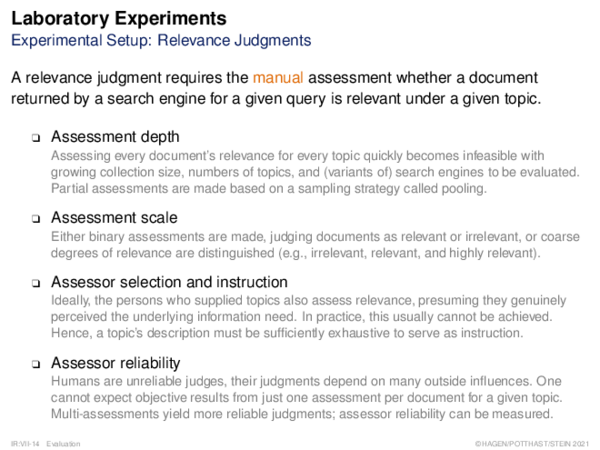 Laboratory Experiments
Experimental Setup: Relevance Judgments
A relevance judgment requires the manual assessment whether a document
returned by a search engine for a given query is relevant under a given topic.
❑ Assessment depth
Assessing every document's relevance for every topic quickly becomes infeasible with
growing collection size, numbers of topics, and (variants of) search engines to be evaluated.
Partial assessments are made based on a sampling strategy called pooling.
❑ Assessment scale
Either binary assessments are made, judging documents as relevant or irrelevant, or coarse
degrees of relevance are distinguished (e.g., irrelevant, relevant, and highly relevant).
❑ Assessor selection and instruction
Ideally, the persons who supplied topics also assess relevance, presuming they genuinely
perceived the underlying information need. In practice, this usually cannot be achieved.
Hence, a topic's description must be sufficiently exhaustive to serve as instruction.
❑ Assessor reliability
Humans are unreliable judges, their judgments depend on many outside influences. One
cannot expect objective results from just one assessment per document for a given topic.
Multi-assessments yield more reliable judgments; assessor reliability can be measured.
IR:VII-14 Evaluation ©HAGEN/POTTHAST/STEIN 2021